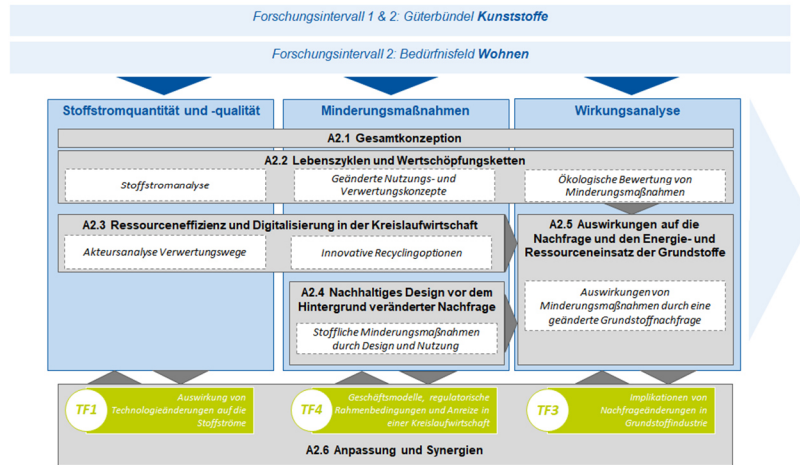 Forschungsintervall 1 & 2: Güterbündel Kunststoffe
Forschungsintervall 2: Bedürfnisfeld Wohnen
Stoffstromquantität und -qualität
Minderungsmaßnahmen
Wirkungsanalyse
A2.1 Gesamtkonzeption
A2.2 Lebenszyklen und Wertschöpfungsketten
Stoffstromanalyse
Geänderte Nutzungs- und
Verwertungskonzepte
Ökologische Bewertung von
Minderungsmaßnahmen
A2.3 Ressourceneffizienz und Digitalisierung in der Kreislaufwirtschaft
Akteursanalyse Verwertungswege
Innovative Recyclingoptionen
A2.5 Auswirkungen auf die
Nachfrage und den Energie- und
Ressourceneinsatz der Grundstoffe
A2.4 Nachhaltiges Design vor dem
Hintergrund veränderter Nachfrage
Stoffliche Minderungsmaßnahmen
durch Design und Nutzung
Auswirkungen von
Minderungsmaßnahmen durch eine
geänderte Grundstoffnachfrage
TF1
Auswirkung von
Technologieänderungen auf die
Stoffströme
TF4
Geschäftsmodelle, regulatorische
Rahmenbedingungen und Anreize in
einer Kreislaufwirtschaft
TF3
Implikationen von
Nachfrageänderungen in
Grundstoffindustrie
A2.6 Anpassung und Synergien